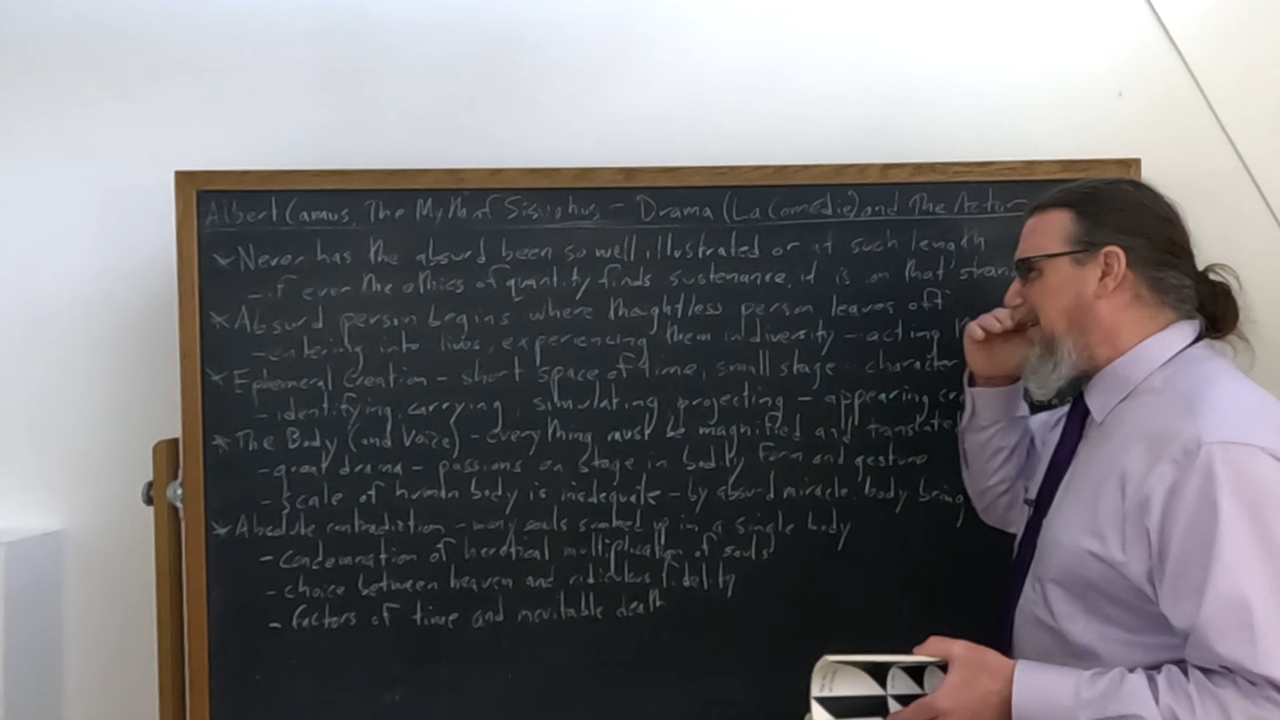 Albert Camus, The Myth of Sisyphus - Drama (La Comédie) and The Actor
* Never has the absurd been so well illustrated or at such length
- if ever the ethics of quantity finds sustenance, it is on that
* Absurd person begins where thoughtless person leaves off
- entering into lives, experiencing them in diversity - acting
* Ephemeral Creation - short space of time, small stage - character
- identifying, carrying, simulating, projecting - appearing
* The Body (and Voice) - everything must be magnified and translated
- great drama - passions on stage in bodily form and gesture
- scale of human body is inadequate - by absurd miracle, body bring
* Absolute contradiction - many souls summed up in a single body
- condemnation of heretical multiplication of souls
- choice between heaven and ridiculous fidelity
- factors of time and inevitable death